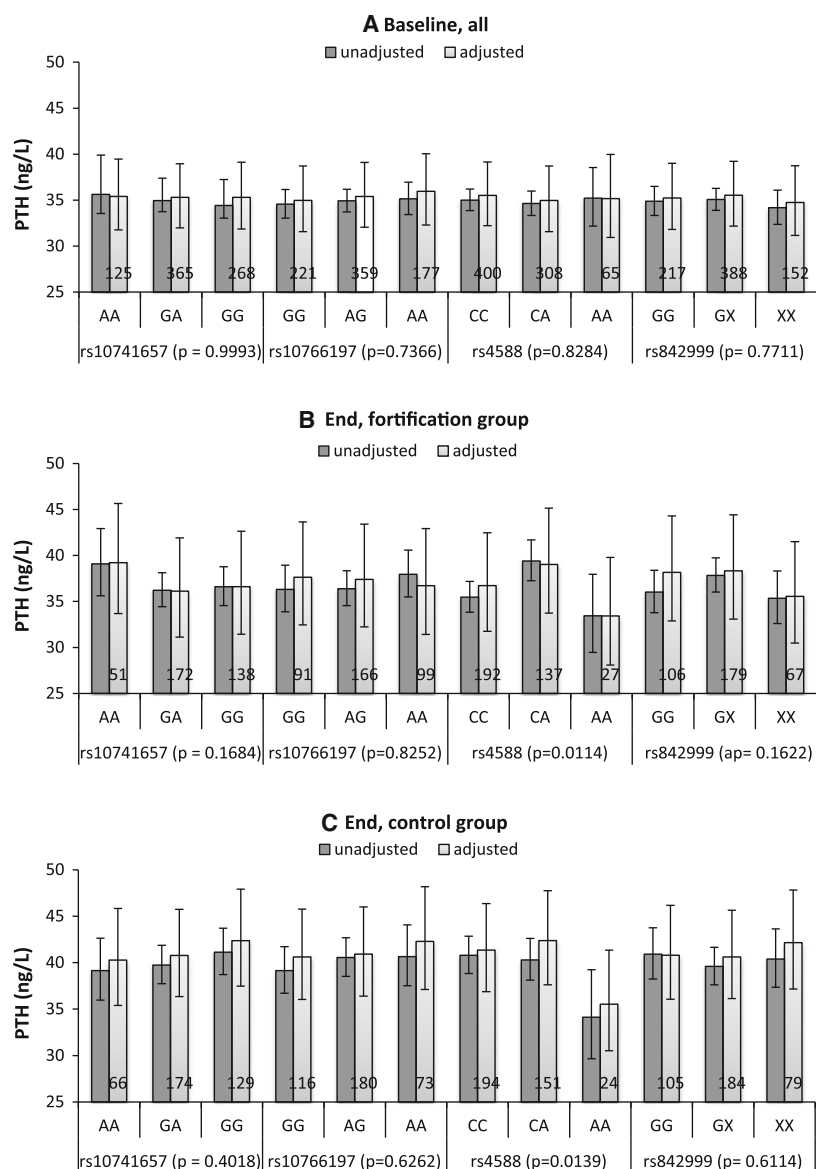 A Baseline, all
unadjusted adjusted
PTH (ng/L)
50
45
40
35
30
25
125 365 268 221 359 177 400 308 65 217 388 152
AA GA GG GG AG AA CC CA AA GG GX XX
rs10741657 (p = 0.9993) rs10766197 (p=0.7366) rs4588 (p=0.8284) rs842999 (p= 0.7711)
B End, fortification group
unadjusted adjusted
PTH (ng/L)
50
45
40
35
30
25
51 172 138 91 166 99 192 137 27 106 179 67
AA GA GG GG AG AA CC CA AA GG GX XX
rs10741657 (p = 0.1684) rs10766197 (p=0.8252) rs4588 (p=0.0114) rs842999 (ap= 0.1622)
C End, control group
unadjusted adjusted
PTH (ng/L)
50
45
40
35
30
25
66 174 129 116 180 73 194 151 24 105 184 79
AA GA GG GG AG AA CC CA AA GG GX XX
rs10741657 (p = 0.4018) rs10766197 (p=0.6262) rs4588 (p=0.0139) rs842999 (p= 0.6114)